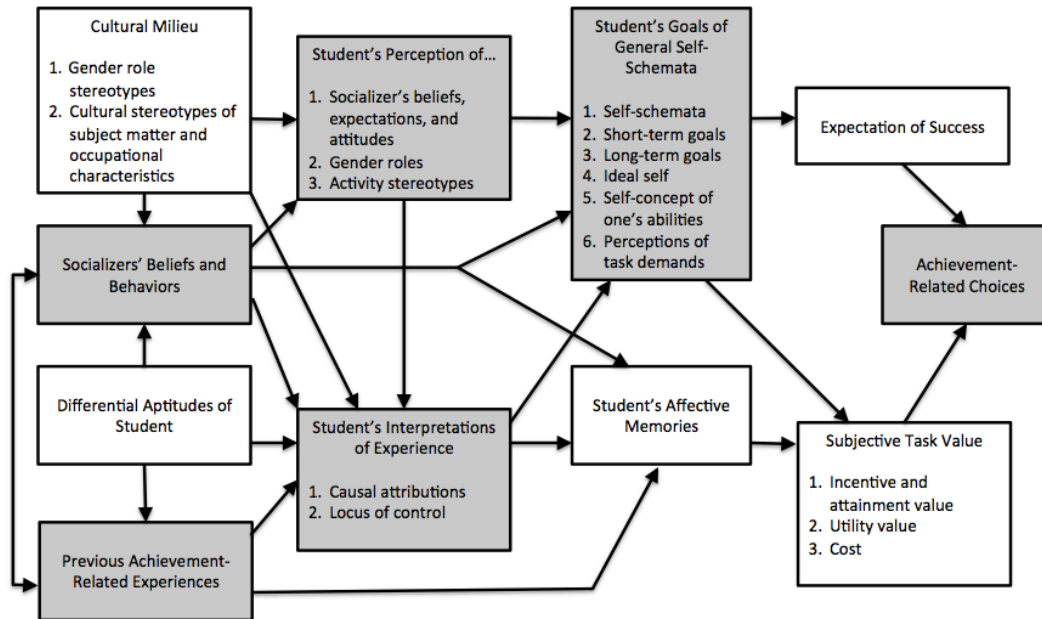 Cultural Milieu
1. Gender role
stereotypes
2. Cultural stereotypes of
subject matter and
occupational
characteristics
Student's Perception of...
1. Socializer's beliefs,
expectations, and
attitudes
2. Gender roles
3. Activity stereotypes
Student's Goals of
General Self-
Schemata
1. Self-schemata
2. Short-term goals
3. Long-term goals
4. Ideal self
5. Self-concept of
one's abilities
6. Perceptions of
task demands
Expectation of Success
Socializers' Beliefs and
Behaviors
Achievement-
Related Choices
Differential Aptitudes of
Student
Student's Interpretations
of Experience
1. Causal attributions
2. Locus of control
Student's Affective
Memories
Subjective Task Value
1. Incentive and
attainment value
2. Utility value
3. Cost
Previous Achievement-
Related Experiences